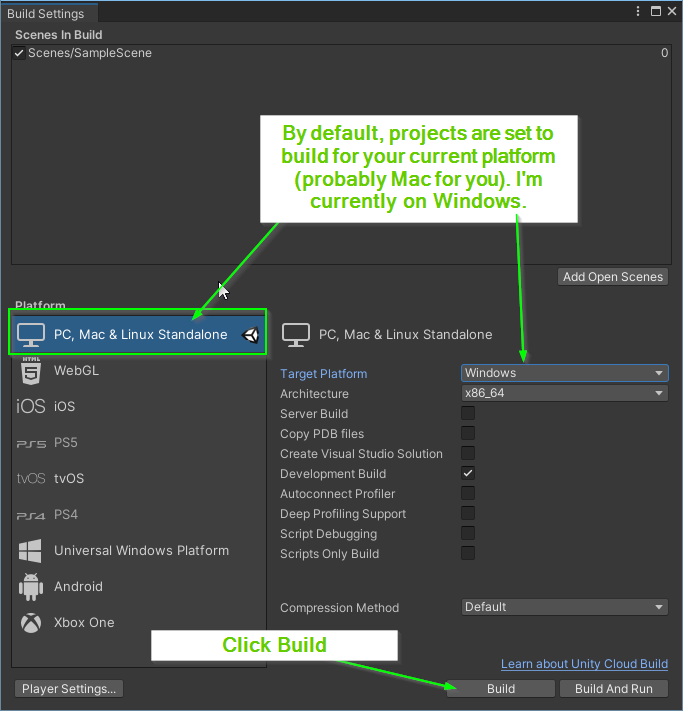 Build Settings
Scenes In Build
Scenes/SampleScene 0
By default, projects are set to
build for your current platform
(probably Mac for you). I'm
currently on Windows.
Add Open Scenes
Platform
PC, Mac & Linux Standalone
HTML
5
WebGL
iOS iOS
PS5 PS5
tvOS tvOS
PS4 PS4
Universal Windows Platform
Android
Xbox One
PC, Mac & Linux Standalone
Target Platform Windows
Architecture x86_64
Server Build
Copy PDB files
Create Visual Studio Solution
Development Build
Autoconnect Profiler
Deep Profiling Support
Script Debugging
Scripts Only Build
Compression Method Default
Click Build
Learn about Unity Cloud Build
Player Settings...
Build
Build And Run